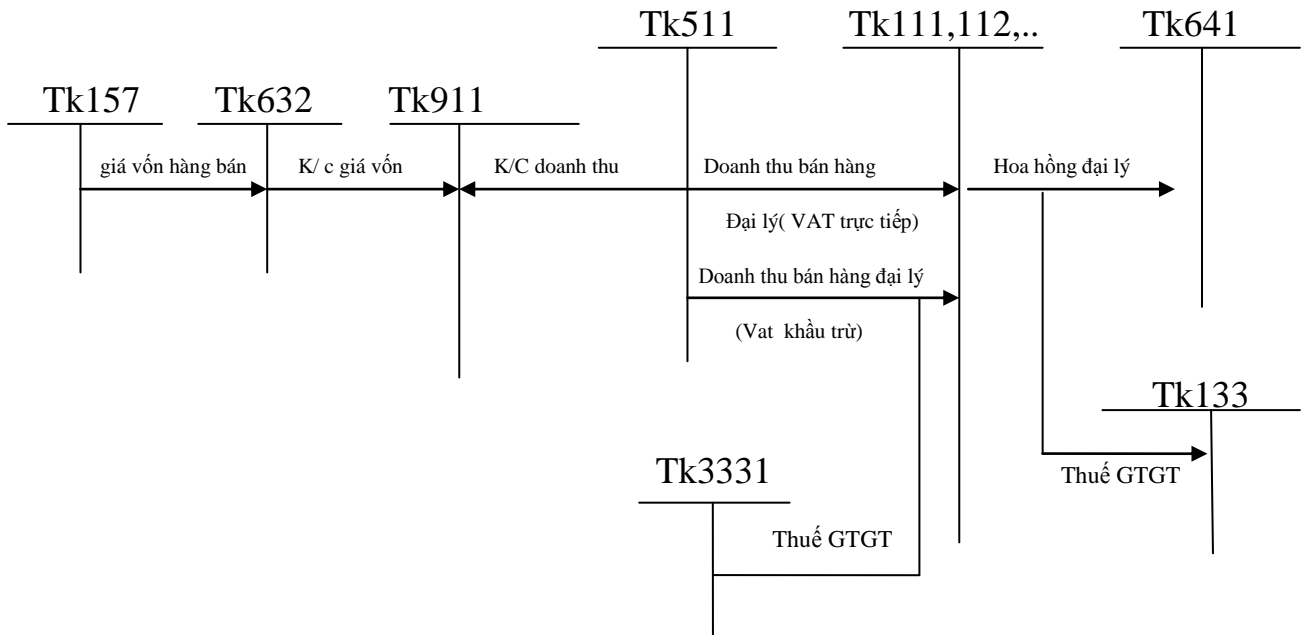 Tk511 Tk111,112,.. Tk641
Tk157 Tk632 Tk911
giá vốn hàng bán K/ c giá vốn K/C doanh thu Doanh thu bán hàng Hoa hồng đại lý
Đại lý( VAT trực tiếp)
Doanh thu bán hàng đại lý
(Vat khầu trừ)
Tk133
Tk3331 Thuế GTGT
Thuế GTGT